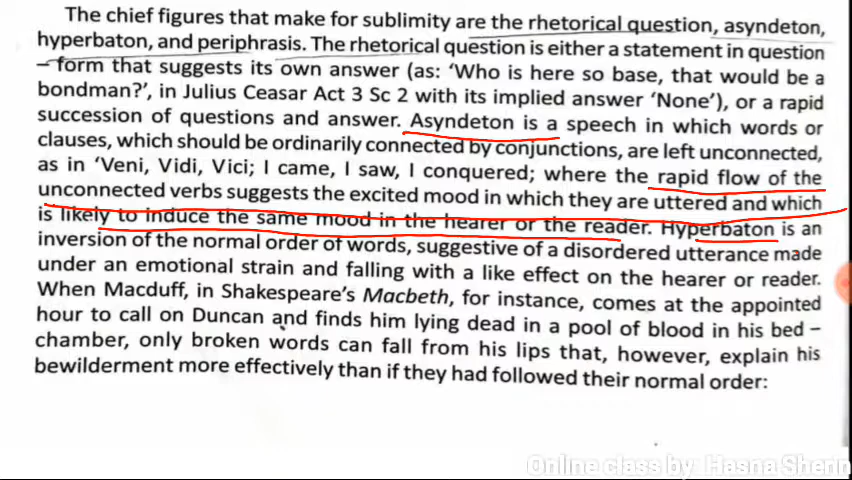 The chief figures that make for sublimity are the rhetorical question, asyndeton,
hyperbaton, and periphrasis. The rhetorical question is either a statement in question
– form that suggests its own answer (as: ‘Who is here so base, that would be a
bondman?’, in Julius Ceasar Act 3 Sc 2 with its implied answer ‘None’), or a rapid
succession of questions and answer. Asyndeton is a speech in which words or
clauses, which should be ordinarily connected by conjunctions, are left unconnected,
as in ‘Veni, Vidi, Vici; I came, I saw, I conquered; where the rapid flow of the
unconnected verbs suggests the excited mood in which they are uttered and which
is likely to induce the same mood in the hearer or the reader. Hyperbaton is an
inversion of the normal order of words, suggestive of a disordered utterance made
under an emotional strain and falling with a like effect on the hearer or reader.
When Macduff, in Shakespeare’s Macbeth, for instance, comes at the appointed
hour to call on Duncan and finds him lying dead in a pool of blood in his bed –
chamber, only broken words can fall from his lips that, however, explain his
bewilderment more effectively than if they had followed their normal order:
Online class by: Hasna Sherin